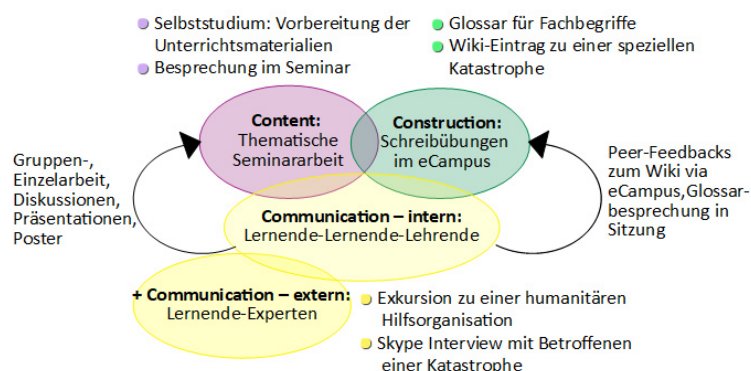 Selbststudium: Vorbereitung der
Unterrichtsmaterialien
Besprechung im Seminar
Glossar für Fachbegriffe
Wiki-Eintrag zu einer speziellen
Katastrophe
Content:
Thematische
Seminararbeit
Construction:
Schreibübungen
im eCampus
Gruppen-,
Einzelarbeit,
Diskussionen,
Präsentationen,
Poster
Peer-Feedbacks
zum Wiki via
eCampus,Glossar-
besprechung in
Sitzung
Communication – intern:
Lernende-Lernende-Lehrende
+ Communication – extern:
Lernende-Experten
Exkursion zu einer humanitären
Hilfsorganisation
Skype Interview mit Betroffenen
einer Katastrophe